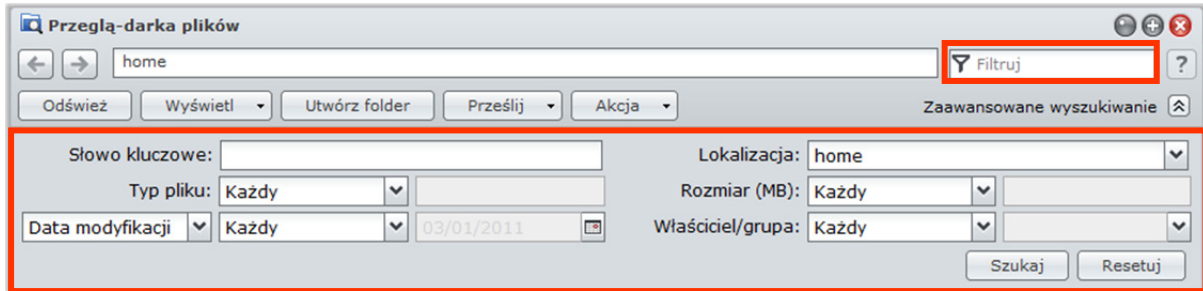 Przeglą-darka plików
home Filtruj ?
Odśwież Wyświetl Utwórz folder Prześlij Akcja Zaawansowane wyszukiwanie
Słowo kluczowe: Lokalizacja: home
Typ pliku: Każdy Rozmiar (MB): Każdy
Data modyfikacji Każdy 03/01/2011 Właściciel/grupa: Każdy
Szukaj Resetuj